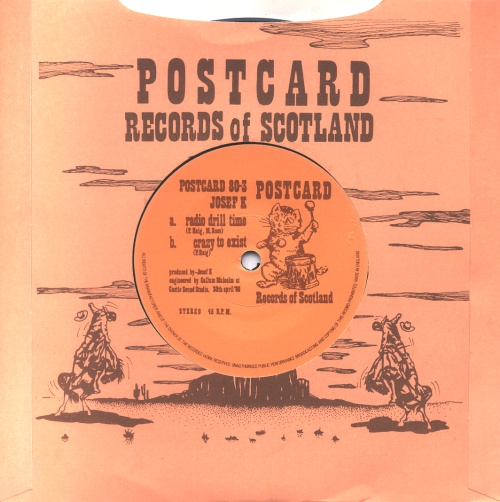 POSTCARD
RECORDS of SCOTLAND
POSTCARD 80-3
JOSEF K
POSTCARD
a. radio drill time
(P. Haig, M. Ross)
b. crazy to exist
(P. Haig)
produced by Josef K
engineered by Callum Malcolm at
Castle Sound Studio, 30th april '80
STEREO 45 R.P.M.
Records of Scotland